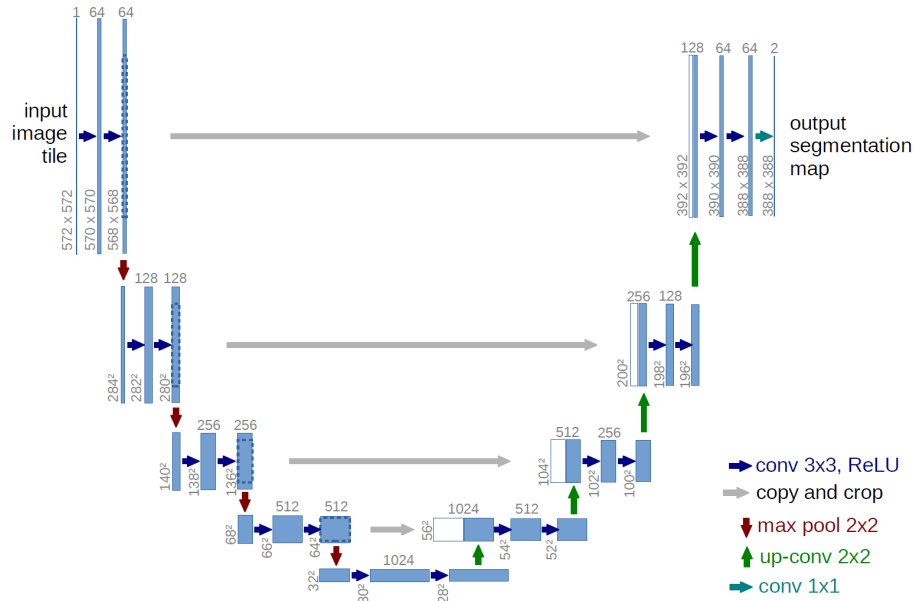 1 64 64
input
image
tile
572 x 572
570 x 570
568 x 568
128 64 64 2
output
segmentation
map
392 x 392
390 x 390
388 x 388
388 x 388
128 128
284²
282²
280²
256 128
200²
198²
196²
256 256
140²
138²
136²
512 256
104²
102²
100²
512 512
68²
66²
64²
1024 512
56²
54²
52²
1024
32²
30²
28²
conv 3x3, ReLU
copy and crop
max pool 2x2
up-conv 2x2
conv 1x1